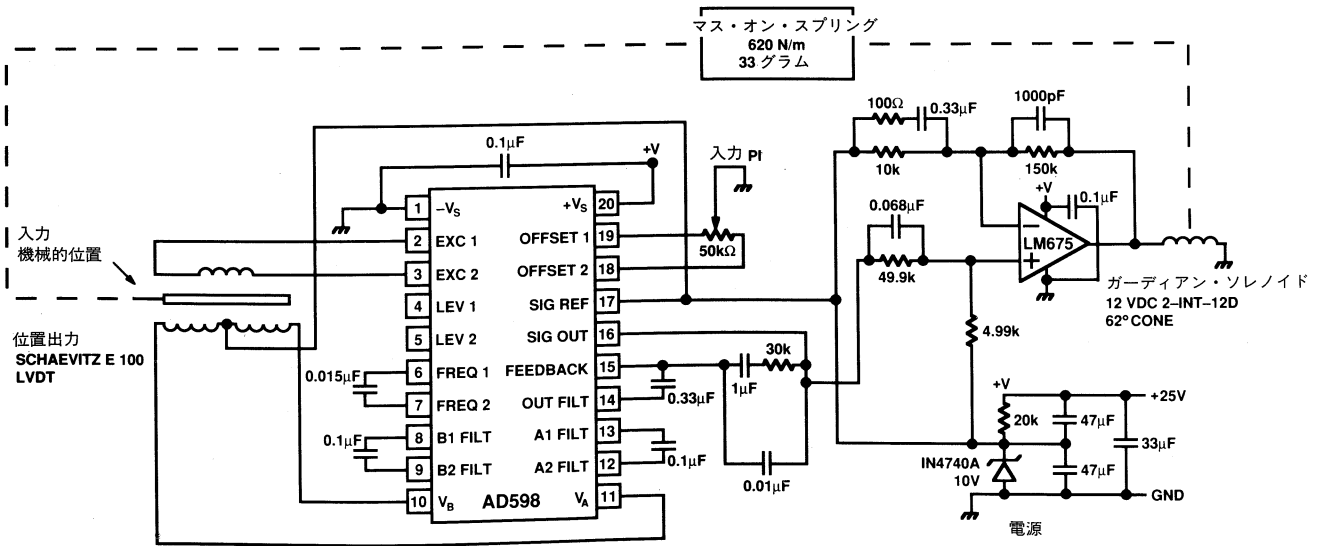 マス・オン・スプリング
620 N/m
33 グラム
100Ω
0.33μF
1000pF
10k
150k
0.1μF
+V
入力 PI
–VS
+VS
1
20
入力
機械的位置
2
EXC 1
OFFSET 1
19
50kΩ
3
EXC 2
OFFSET 2
18
4
LEV 1
SIG REF
17
5
LEV 2
SIG OUT
16
位置出力
SCHAEVITZ E 100
LVDT
0.015μF
6
FREQ 1
FEEDBACK
15
7
FREQ 2
OUT FILT
14
0.1μF
8
B1 FILT
A1 FILT
13
9
B2 FILT
A2 FILT
12
10
VB
AD598
VA
11
0.33μF
1μF
30k
0.1μF
0.01μF
0.068μF
49.9k
+V
0.1μF
LM675
–
+
4.99k
ガーディアン・ソレノイド
12 VDC 2–INT–12D
62° CONE
+V
+25V
20k
47μF
33μF
IN4740A
10V
47μF
GND
電源